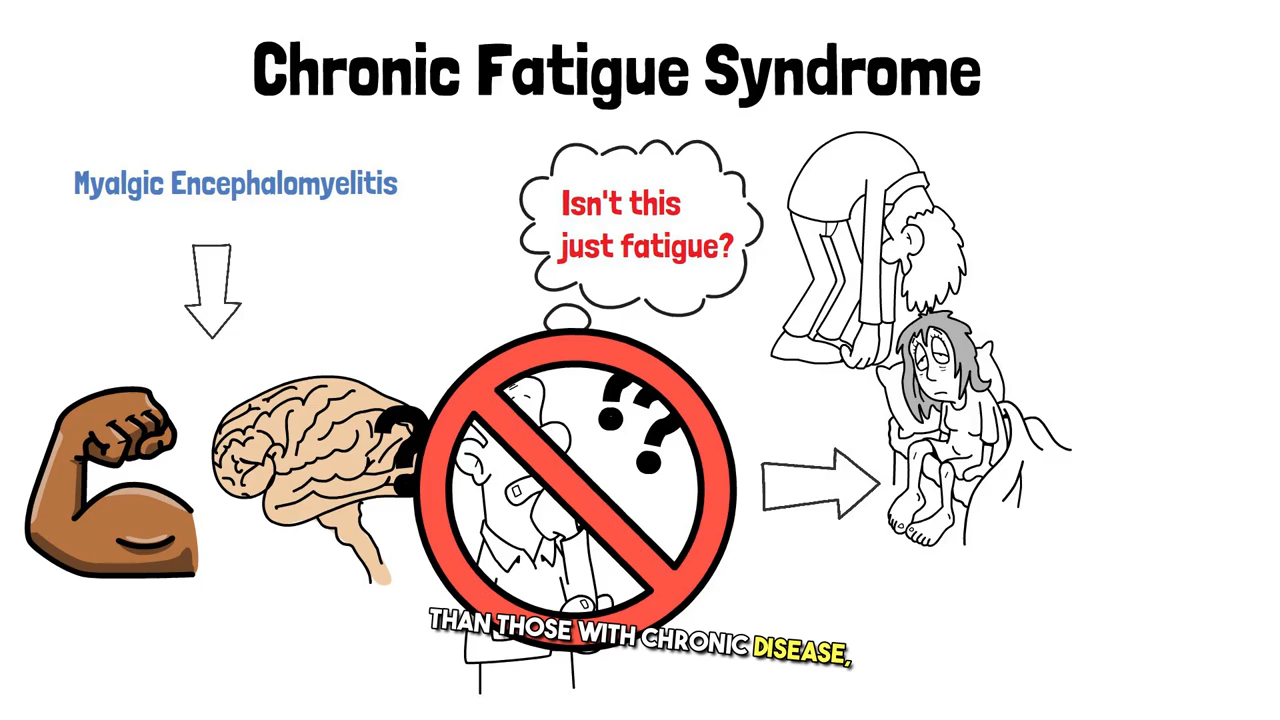 Chronic Fatigue Syndrome
Myalgic Encephalomyelitis
Isn't this
just fatigue?
???
THAN THOSE WITH CHRONIC DISEASE,